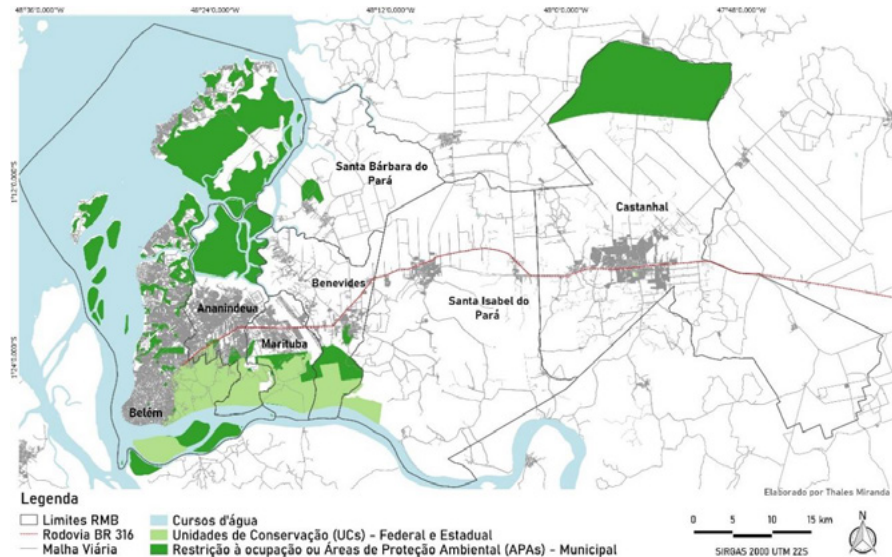 48°36'0.000"W
48°24'0.000"W
48°12'0.000"W
48°0'0.000"W
47°48'0.000"W
1°12'0.000"S
1°24'0.000"S
Santa Bárbara do
Pará
Castanhal
Benevides
Ananindeua
Santa Isabel do
Pará
Marituba
Belém
Elaborado por Thales Miranda
Legenda
Limites RMB
Rodovia BR 316
Malha Viária
Cursos d'água
Unidades de Conservação (UCs) - Federal e Estadual
Restrição à ocupação ou Áreas de Proteção Ambiental (APAs) - Municipal
0 5 10 15 km
SIRGAS 2000 UTM 22S
N